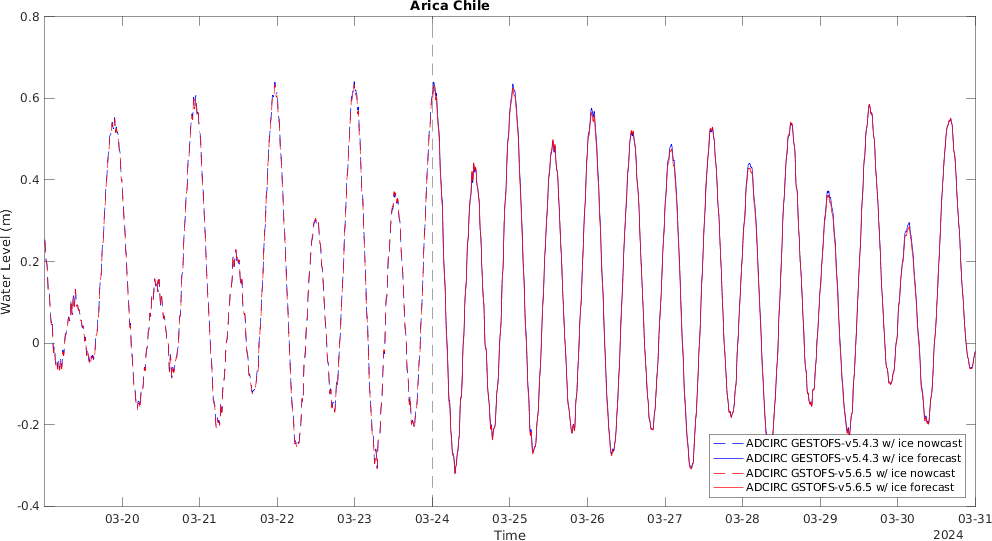 Arica Chile
0.8
0.6
0.4
0.2
0
-0.2
-0.4
Water Level (m)
03-20 03-21 03-22 03-23 03-24 03-25 03-26 03-27 03-28 03-29 03-30 03-31
Time
2024
ADCIRC GESTOFS-v5.4.3 w/ ice nowcast
ADCIRC GESTOFS-v5.4.3 w/ ice forecast
ADCIRC GSTOFS-v5.6.5 w/ ice nowcast
ADCIRC GSTOFS-v5.6.5 w/ ice forecast